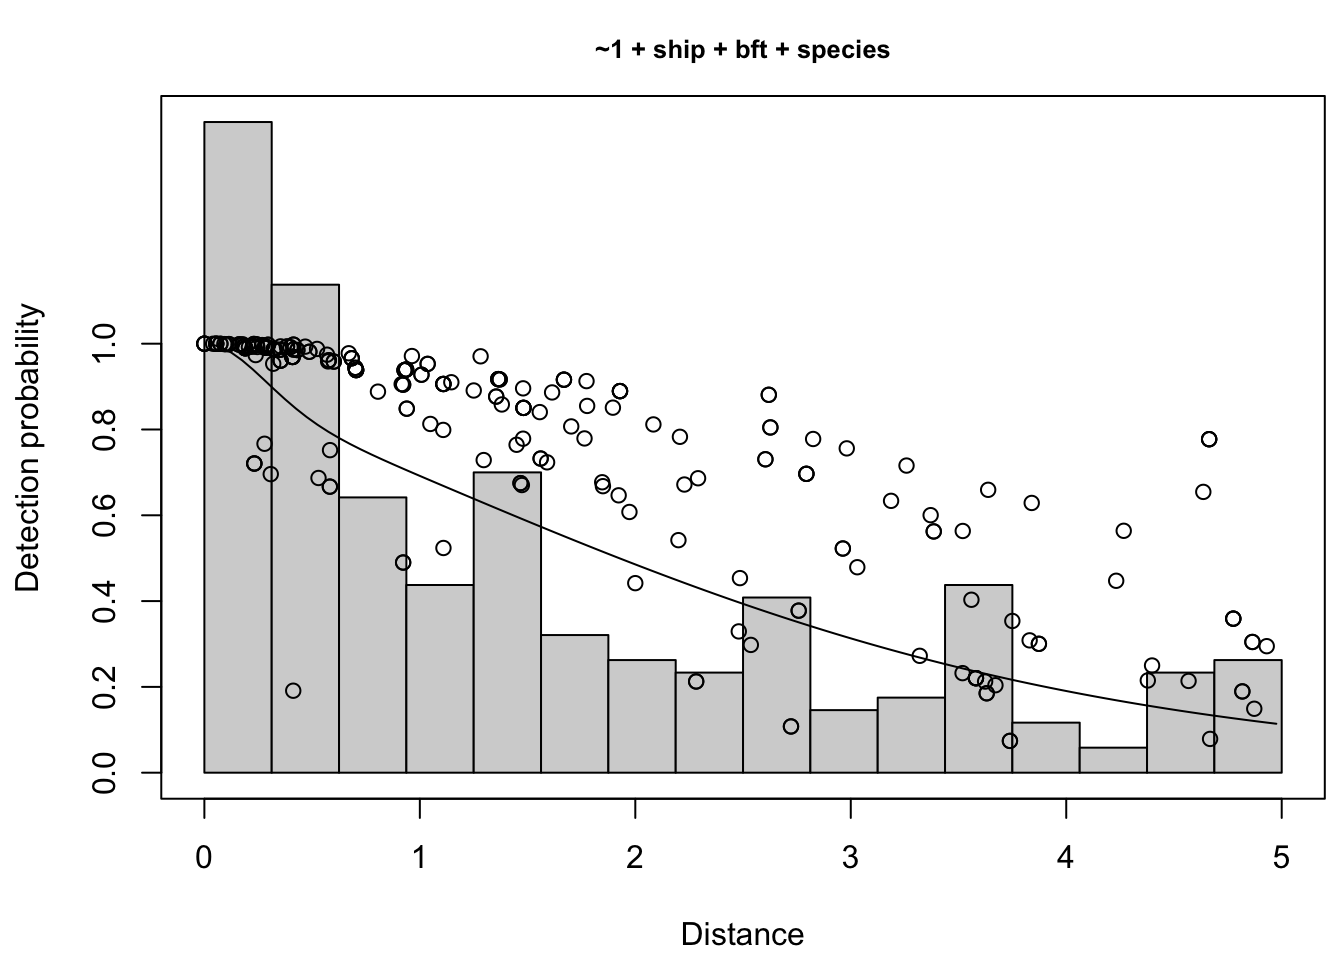 ~1 + ship + bft + species
Detection probability
1.0
0.8
0.6
0.4
0.2
0.0
0 1 2 3 4 5
Distance